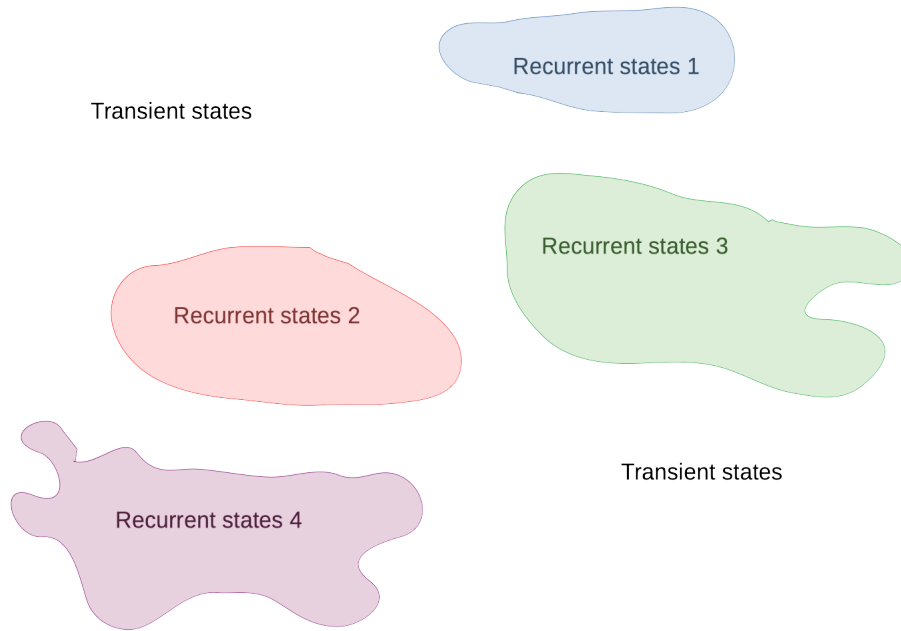 Recurrent states 1
Transient states
Recurrent states 3
Recurrent states 2
Transient states
Recurrent states 4